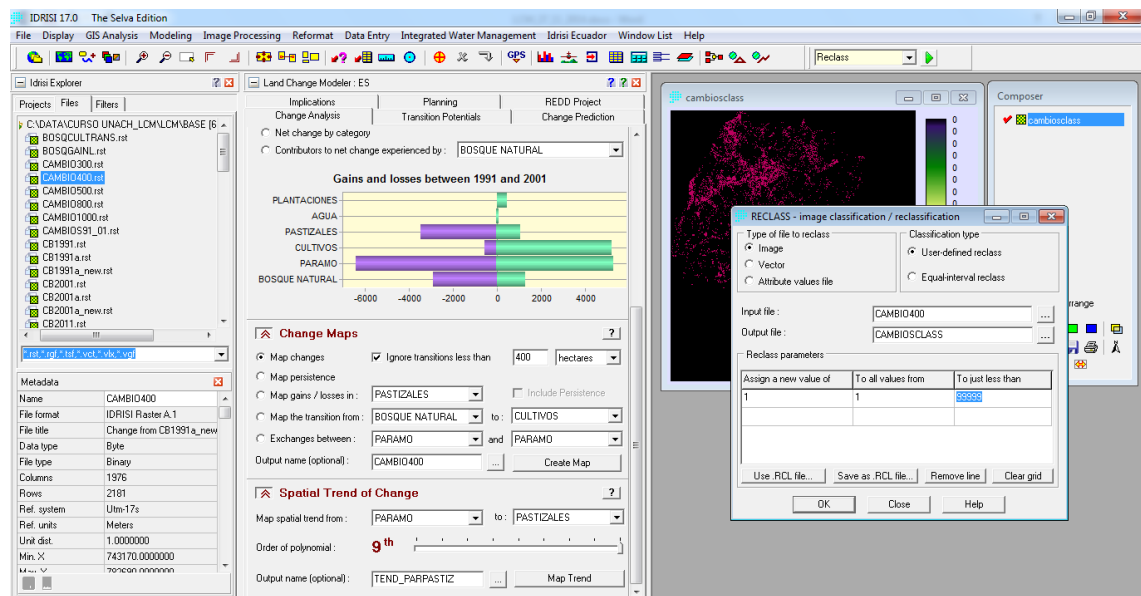 IDRISI 17.0 The Selva Edition
File Display GIS Analysis Modeling Image Processing Reformat Data Entry Integrated Water Management Idrisi Ecuador Window List Help
GPS
Reclass
Idrisi Explorer
Projects Files Filters
C:\DATA\CURSO UNACH_LCM\LCM\BASE [6
BOSQCULTRANS.rst
BOSQGAINL.rst
CAMBIO300.rst
CAMBIO400.rst
CAMBIO500.rst
CAMBIO800.rst
CAMBIO1000.rst
CAMBIOS91_01.rst
CB1991.rst
CB1991a.rst
CB1991a_new.rst
CB2001.rst
CB2001a.rst
CB2001a_new.rst
CB2011.rst
*.rst,*.rgf,*.tsf,*.vct,*.vlx,*.vgf
Metadata
Name CAMBIO400
File format IDRISI Raster A.1
File title Change from CB1991a_new
Data type Byte
File type Binary
Columns 1976
Rows 2181
Ref. system Utm-17s
Ref. units Meters
Unit dist. 1.0000000
Min. X 743170.0000000
Land Change Modeler : ES
Implications Planning REDD Project
Change Analysis Transition Potentials Change Prediction
Net change by category
Contributors to net change experienced by : BOSQUE NATURAL
Gains and losses between 1991 and 2001
PLANTACIONES
AGUA
PASTIZALES
CULTIVOS
PARAMO
BOSQUE NATURAL
-6000 -4000 -2000 0 2000 4000
Change Maps ?
Map changes Ignore transitions less than 400 hectares
Map persistence
Map gains / losses in : PASTIZALES Include Persistence
Map the transition from : BOSQUE NATURAL to : CULTIVOS
Exchanges between : PARAMO and PARAMO
Output name (optional) : CAMBIO400 ... Create Map
Spatial Trend of Change ?
Map spatial trend from : PARAMO to : PASTIZALES
Order of polynomial : 9 th
Output name (optional) : TEND_PARPASTIZ ... Map Trend
cambiosclass
0
0
0
0
0
0
0
Composer
cambiosclass
RECLASS - image classification / reclassification
Type of file to reclass
Image
Vector
Attribute values file
Classification type
User-defined reclass
Equal-interval reclass
Input file : CAMBIO400 ...
Output file : CAMBIOSCLASS ...
Reclass parameters
Assign a new value of To all values from To just less than
1 1 99999
Use .RCL file... Save as .RCL file... Remove line Clear grid
OK Close Help